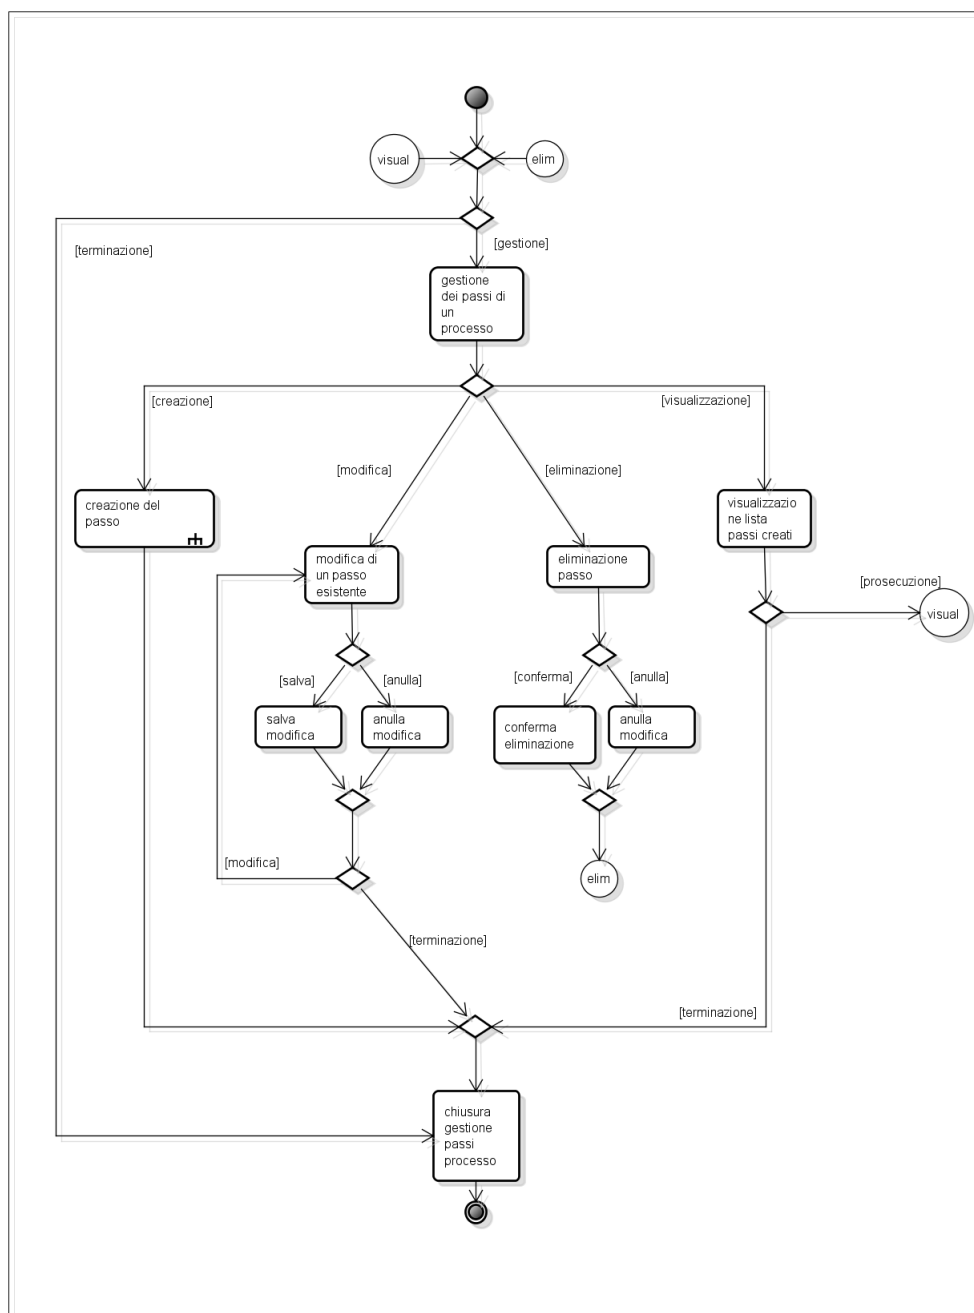 visual
elim
[terminazione]
[gestione]
gestione
dei passi di
un
processo
[creazione]
[visualizzazione]
[modifica]
[eliminazione]
creazione del
passo
visualizzazio
ne lista
passi creati
modifica di
un passo
esistente
eliminazione
passo
[prosecuzione]
visual
[salva]
[anulla]
[conferma]
[anulla]
salva
modifica
anulla
modifica
conferma
eliminazione
anulla
modifica
[modifica]
elim
[terminazione]
[terminazione]
chiusura
gestione
passi
processo